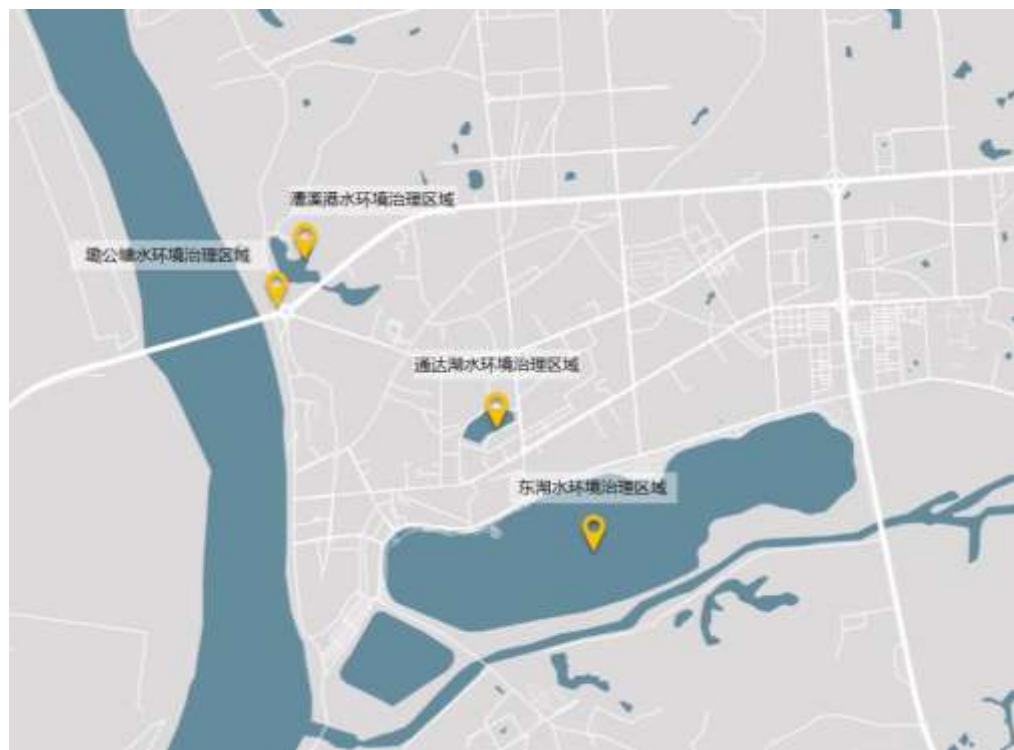 漕溪港水环境治理区域
勤公塘水环境治理区域
通达湖水环境治理区域
东湖水环境治理区域